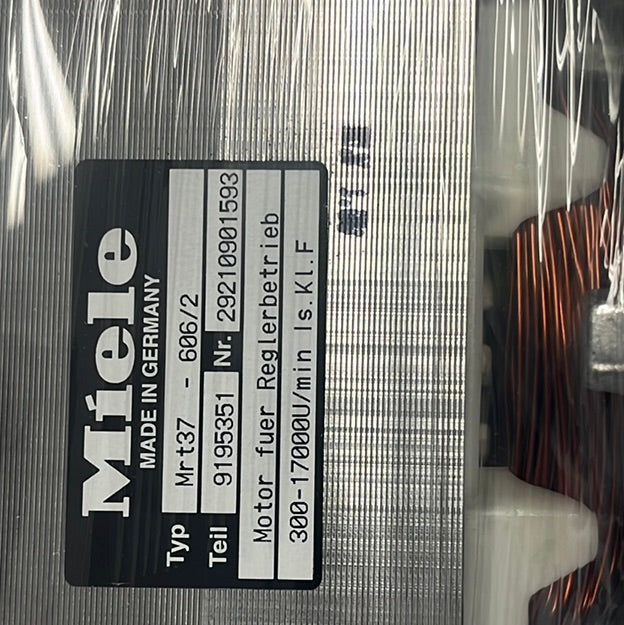 Miele
MADE IN GERMANY
Typ Mrt37 - 606/2
Teil 9195351 Nr. 29210901593
Motor fuer Reglerbetrieb
300-17000U/min Is.Kl.F